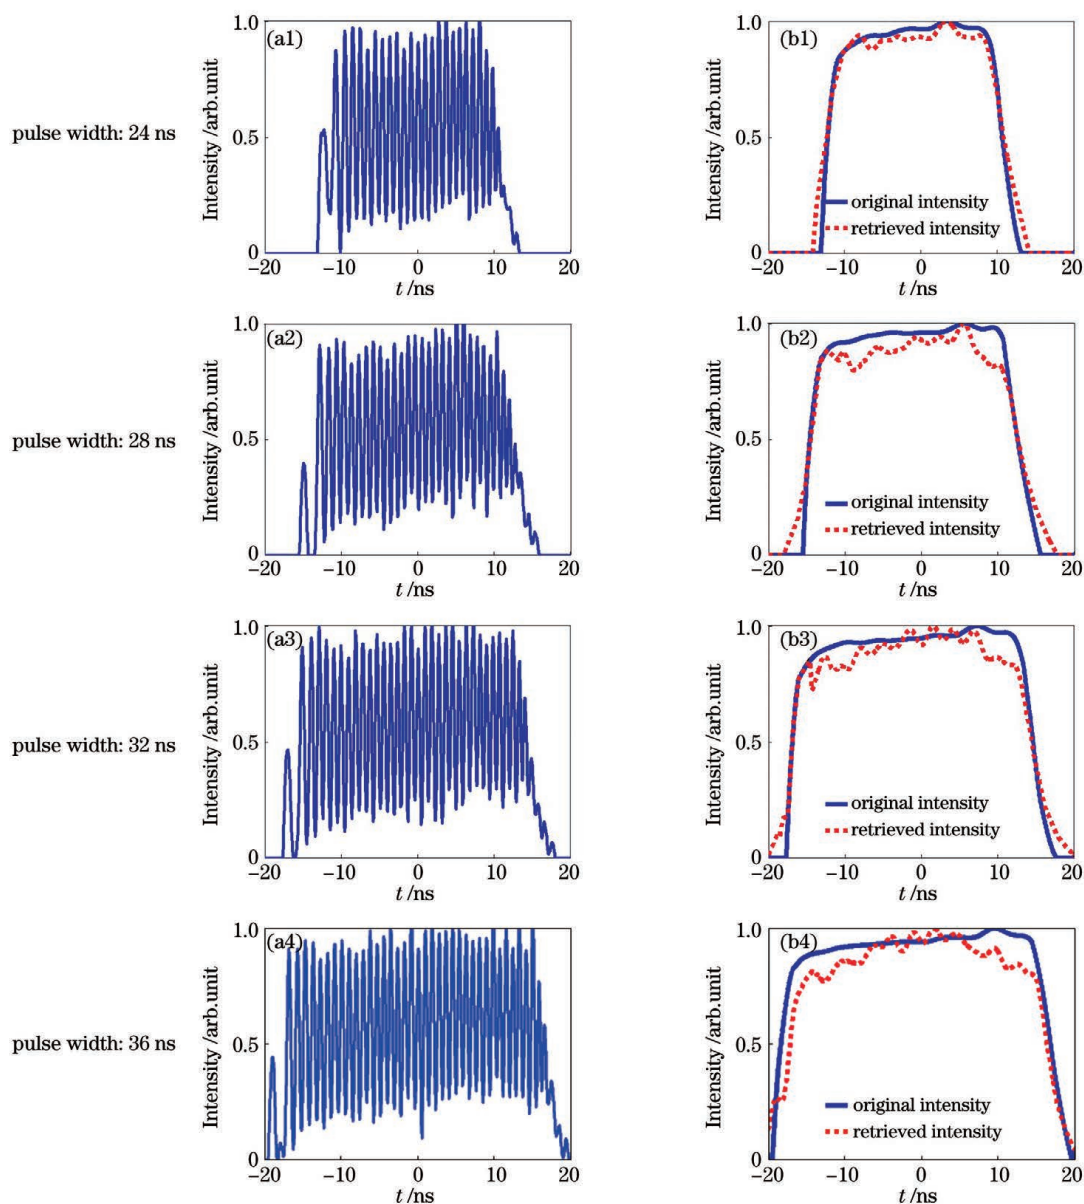 pulse width: 24 ns
(a1)
Intensity /arb.unit
1.0
0.5
0
−20 −10 0 10 20
t /ns
(b1)
Intensity /arb.unit
1.0
0.5
0
original intensity
retrieved intensity
−20 −10 0 10 20
t /ns
pulse width: 28 ns
(a2)
Intensity /arb.unit
1.0
0.5
0
−20 −10 0 10 20
t /ns
(b2)
Intensity /arb.unit
1.0
0.5
0
original intensity
retrieved intensity
−20 −10 0 10 20
t /ns
pulse width: 32 ns
(a3)
Intensity /arb.unit
1.0
0.5
0
−20 −10 0 10 20
t /ns
(b3)
Intensity /arb.unit
1.0
0.5
0
original intensity
retrieved intensity
−20 −10 0 10 20
t /ns
pulse width: 36 ns
(a4)
Intensity /arb.unit
1.0
0.5
0
−20 −10 0 10 20
t /ns
(b4)
Intensity /arb.unit
1.0
0.5
0
original intensity
retrieved intensity
−20 −10 0 10 20
t /ns